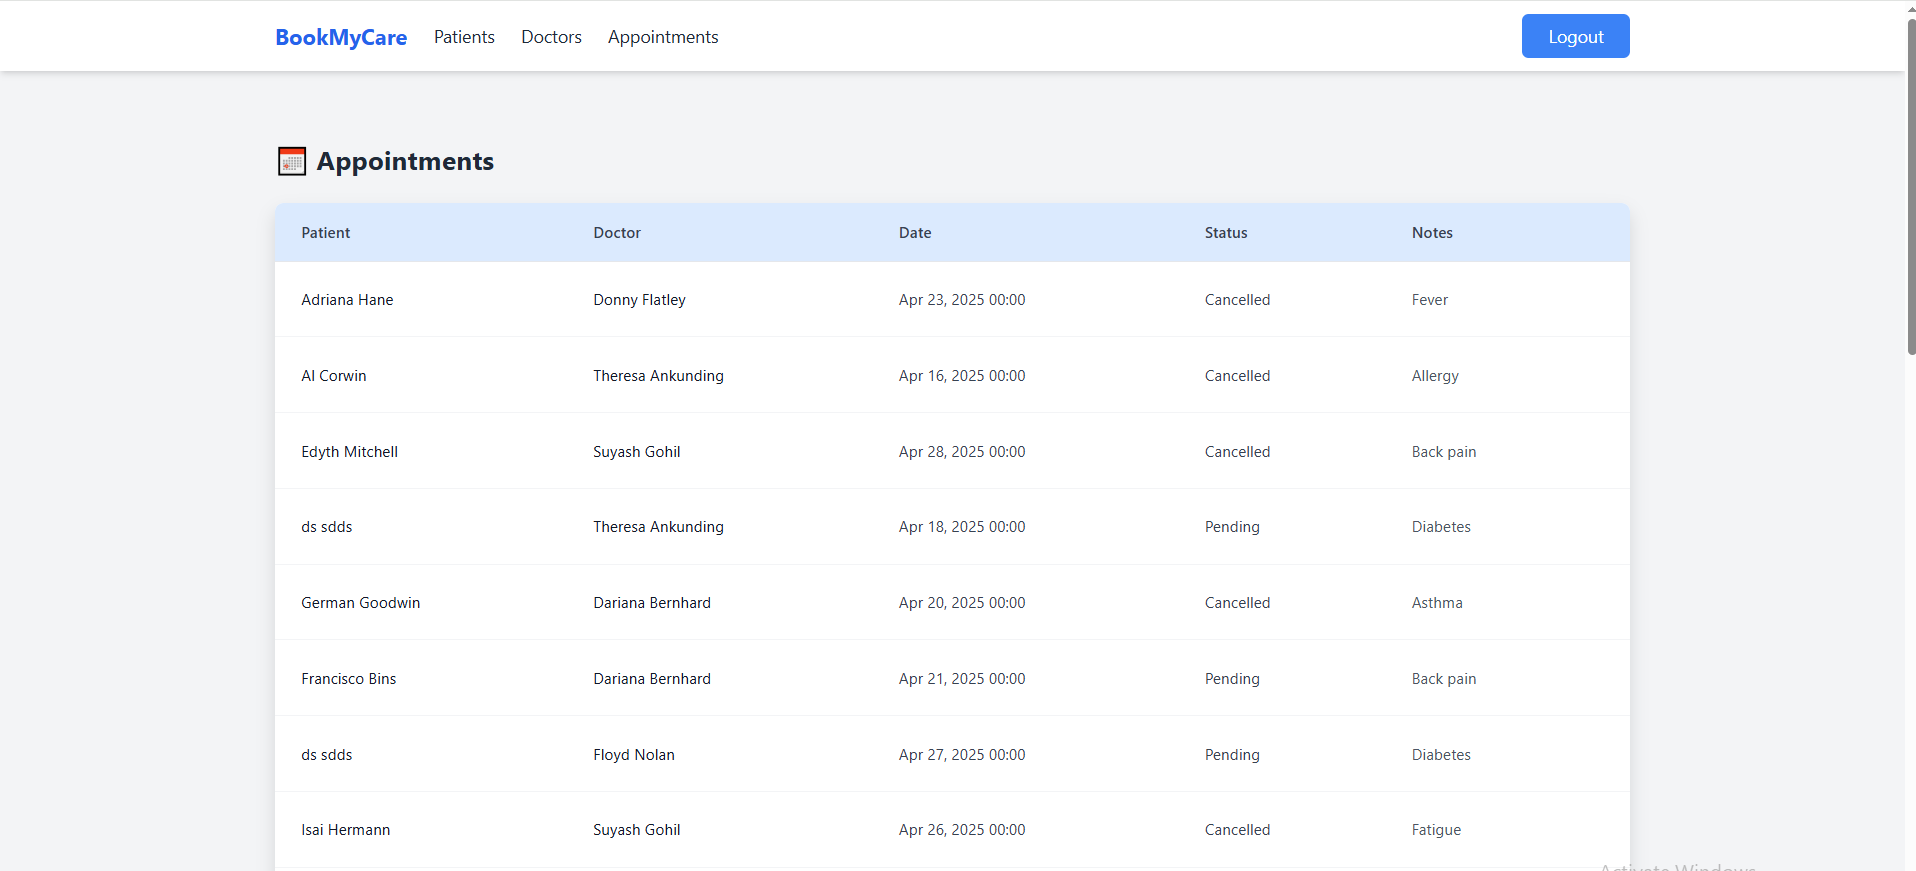 BookMyCare Patients Doctors Appointments Logout
Appointments
Patient Doctor Date Status Notes
Adriana Hane Donny Flatley Apr 23, 2025 00:00 Cancelled Fever
Al Corwin Theresa Ankunding Apr 16, 2025 00:00 Cancelled Allergy
Edyth Mitchell Suyash Gohil Apr 28, 2025 00:00 Cancelled Back pain
ds sdds Theresa Ankunding Apr 18, 2025 00:00 Pending Diabetes
German Goodwin Dariana Bernhard Apr 20, 2025 00:00 Cancelled Asthma
Francisco Bins Dariana Bernhard Apr 21, 2025 00:00 Pending Back pain
ds sdds Floyd Nolan Apr 27, 2025 00:00 Pending Diabetes
Isai Hermann Suyash Gohil Apr 26, 2025 00:00 Cancelled Fatigue
Activate Windows